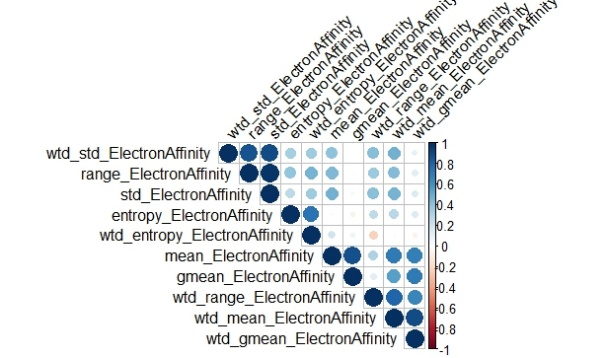 wtd_std_ElectronAffinity
range_ElectronAffinity
std_ElectronAffinity
entropy_ElectronAffinity
wtd_entropy_ElectronAffinity
mean_ElectronAffinity
gmean_ElectronAffinity
wtd_range_ElectronAffinity
wtd_mean_ElectronAffinity
wtd_gmean_ElectronAffinity
wtd_std_ElectronAffinity
range_ElectronAffinity
std_ElectronAffinity
entropy_ElectronAffinity
wtd_entropy_ElectronAffinity
mean_ElectronAffinity
gmean_ElectronAffinity
wtd_range_ElectronAffinity
wtd_mean_ElectronAffinity
wtd_gmean_ElectronAffinity
1
0.8
0.6
0.4
0.2
0
-0.2
-0.4
-0.6
-0.8
-1